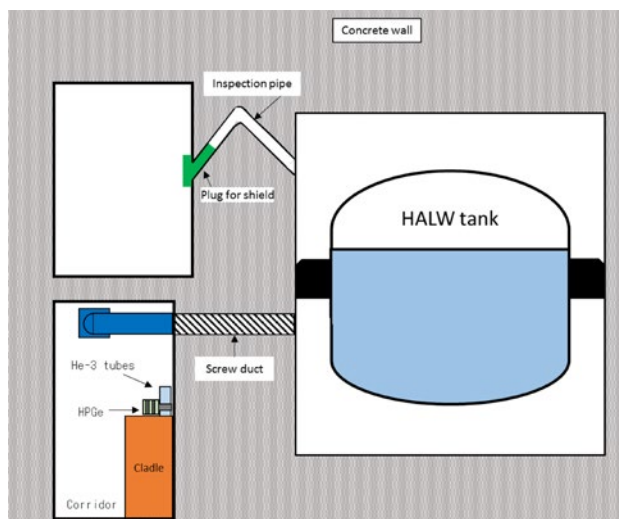 Concrete wall
Inspection pipe
Plug for shield
HALW tank
Screw duct
He-3 tubes
HPGe
Cladle
Corridor